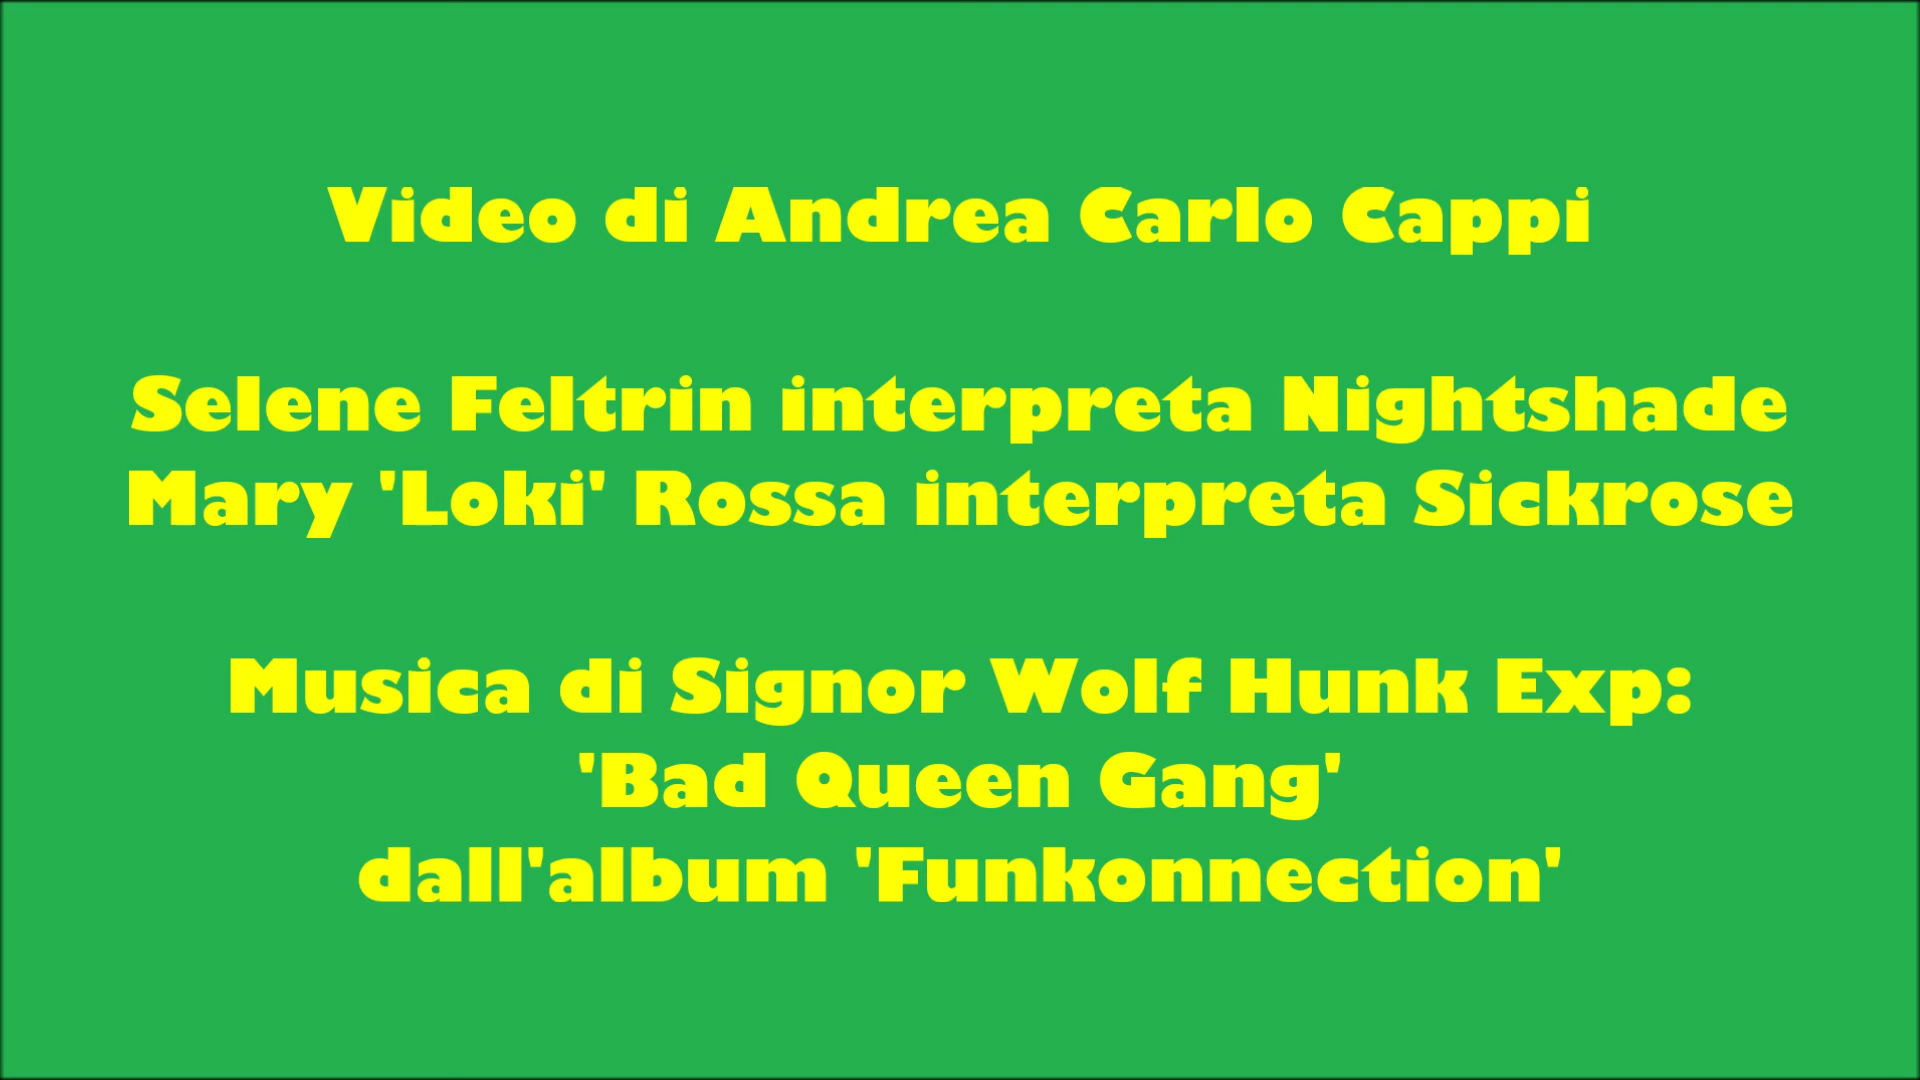 Video di Andrea Carlo Cappi
Selene Feltrin interpreta Nightshade
Mary 'Loki' Rossa interpreta Sickrose
Musica di Signor Wolf Hunk Exp:
'Bad Queen Gang'
dall'album 'Funkonnection'